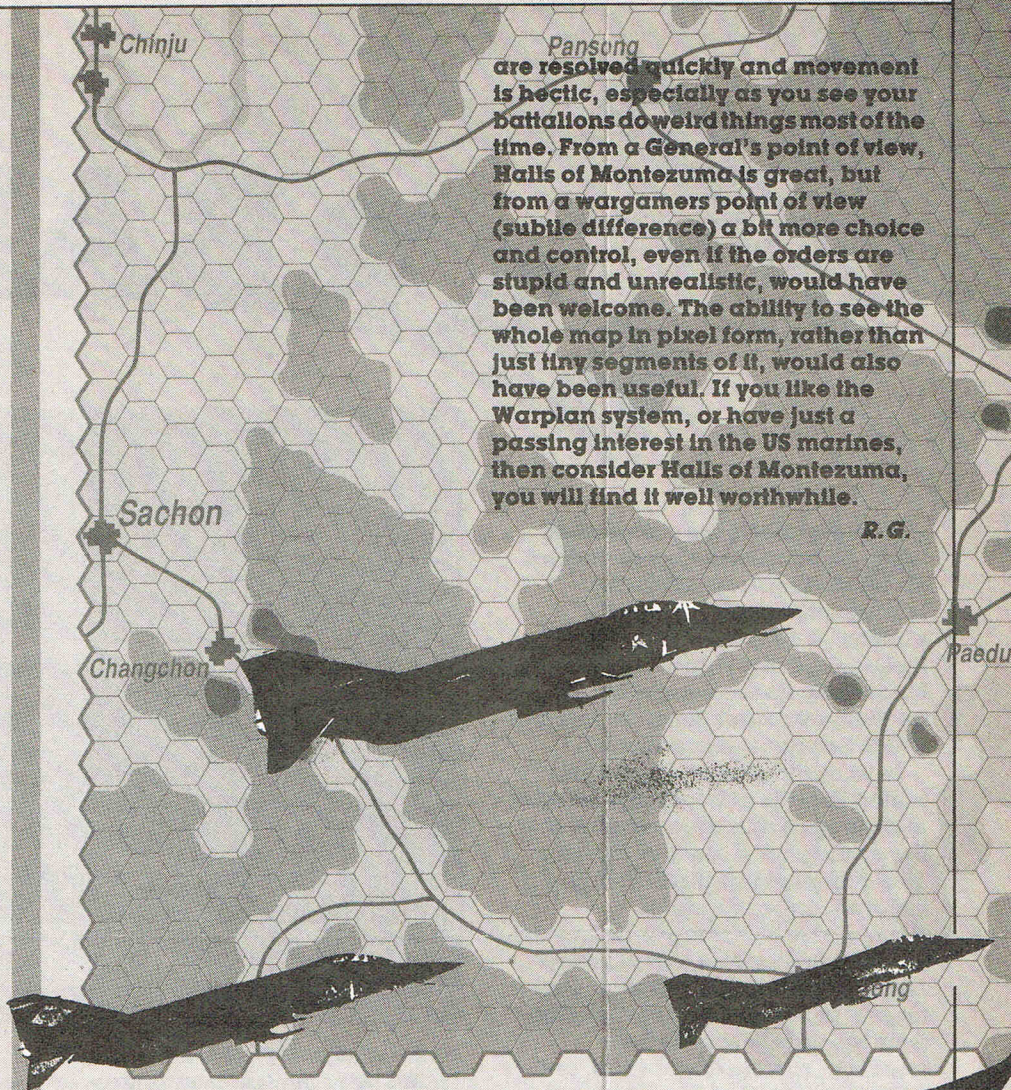 Chinju
Pansong
are resolved quickly and movement
is hectic, especially as you see your
battalions do weird things most of the
time. From a General's point of view,
Halls of Montezuma is great, but
from a wargamers point of view
(subtle difference) a bit more choice
and control, even if the orders are
stupid and unrealistic, would have
been welcome. The ability to see the
whole map in pixel form, rather than
just tiny segments of it, would also
have been useful. If you like the
Warplan system, or have just a
passing interest in the US marines,
then consider Halls of Montezuma,
you will find it well worthwhile.
R.G.
Sachon
Changchon
Paedu